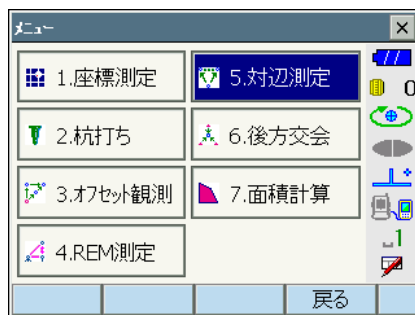 ﾒﾆｭｰ
1.座標測定
2.杭打ち
3.ｵﾌｾｯﾄ観測
4.REM測定
5.対辺測定
6.後方交会
7.面積計算
0
1
戻る